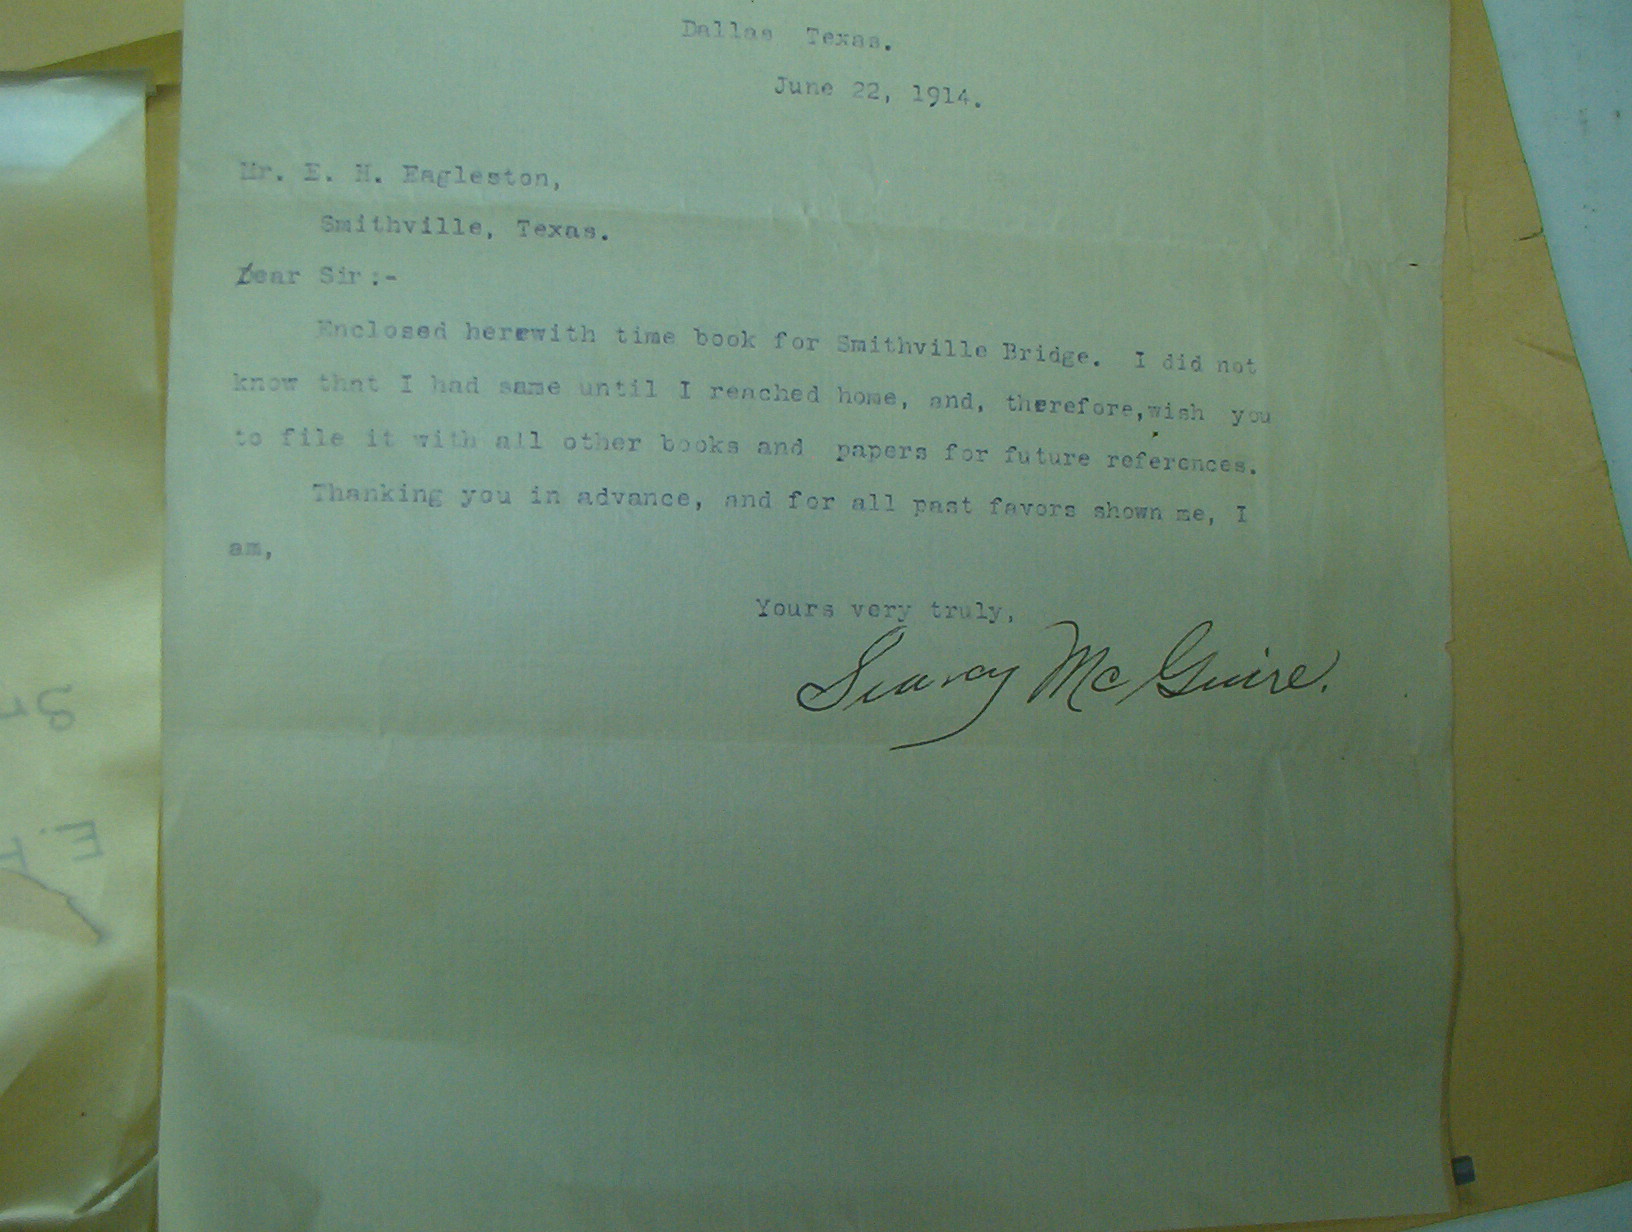 Dallas Texas.
June 22, 1914.
Mr. E. H. Eagleston,
Smithville, Texas.
Dear Sir:-
Enclosed herewith time book for Smithville Bridge. I did not
know that I had same until I reached home, and, therefore,wish you
to file it with all other books and papers for future references.
Thanking you in advance, and for all past favors shown me, I
am,
Yours very truly,
Searcy McGuire.
E. H